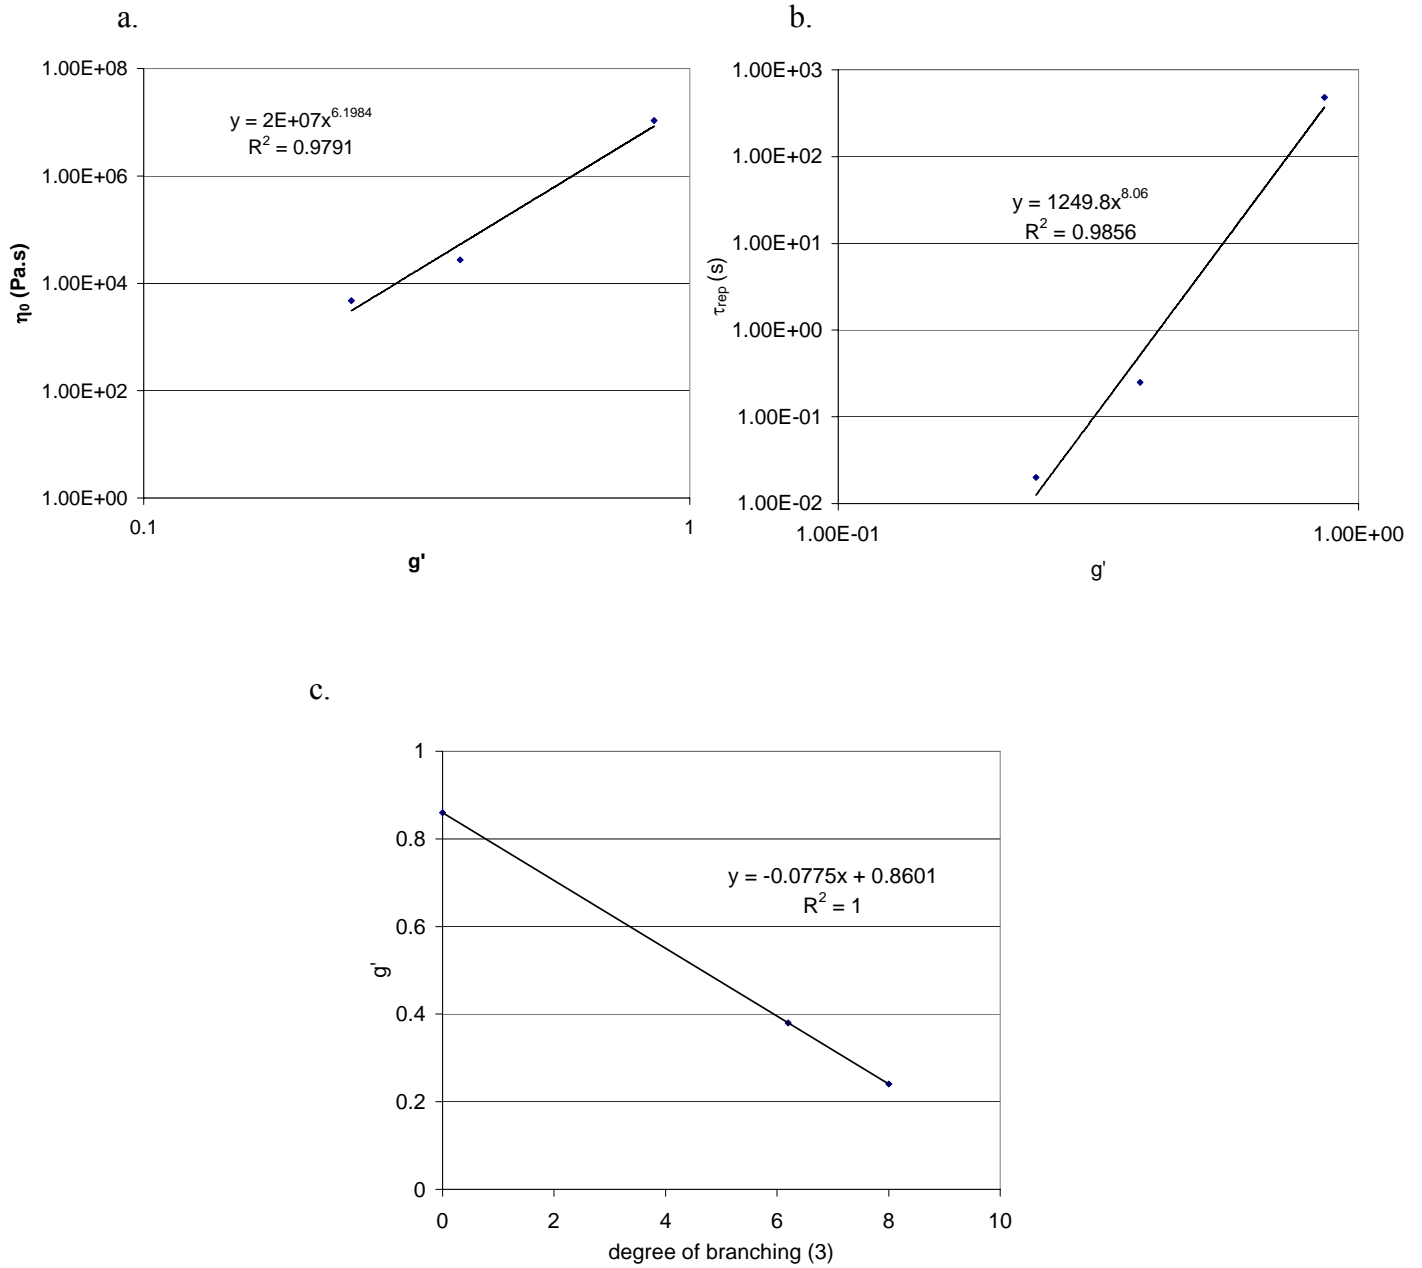 a.
1.00E+08
1.00E+06
1.00E+04
1.00E+02
1.00E+00
0.1
1
g'
η0 (Pa.s)
y = 2E+07x^6.1984
R^2 = 0.9791
b.
1.00E+03
1.00E+02
1.00E+01
1.00E+00
1.00E-01
1.00E-02
1.00E-01
1.00E+00
g'
τrep (s)
y = 1249.8x^8.06
R^2 = 0.9856
c.
1
0.8
0.6
0.4
0.2
0
0 2 4 6 8 10
degree of branching (3)
g'
y = -0.0775x + 0.8601
R^2 = 1